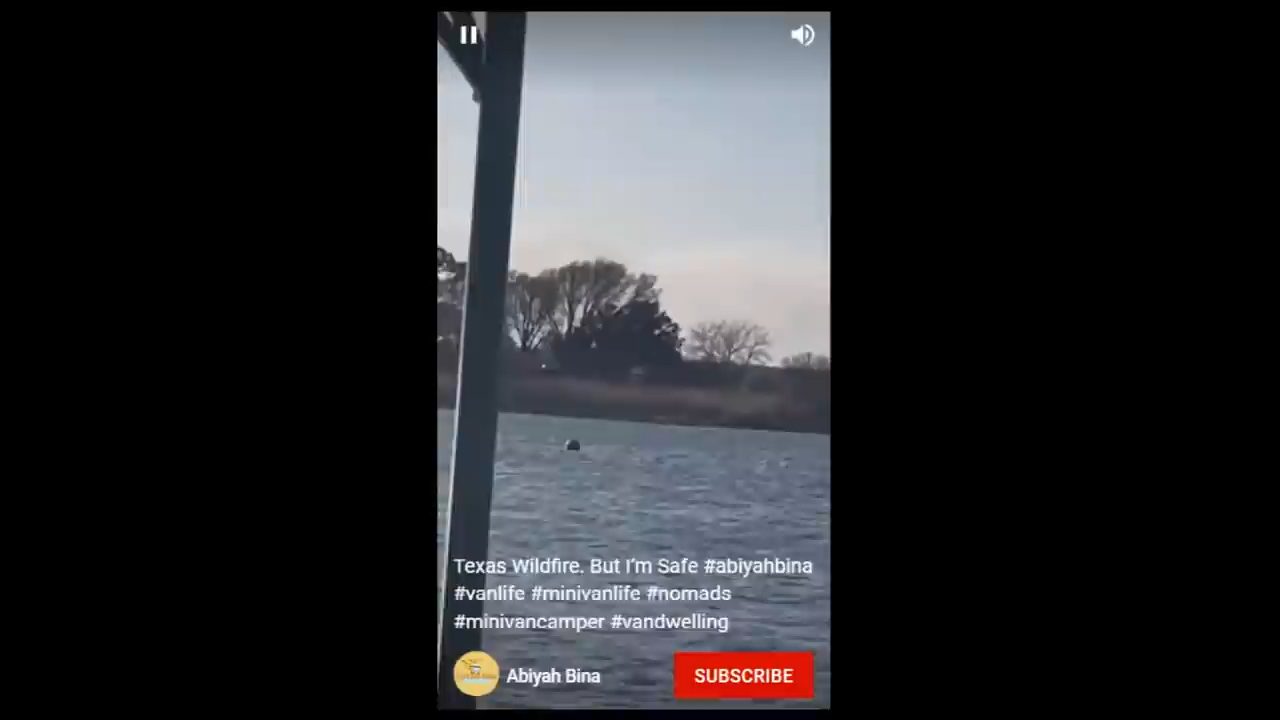 Texas Wildfire. But I'm Safe #abiyahbina
#vanlife #minivanlife #nomads
#minivancamper #vandwelling
Abiyah Bina
SUBSCRIBE